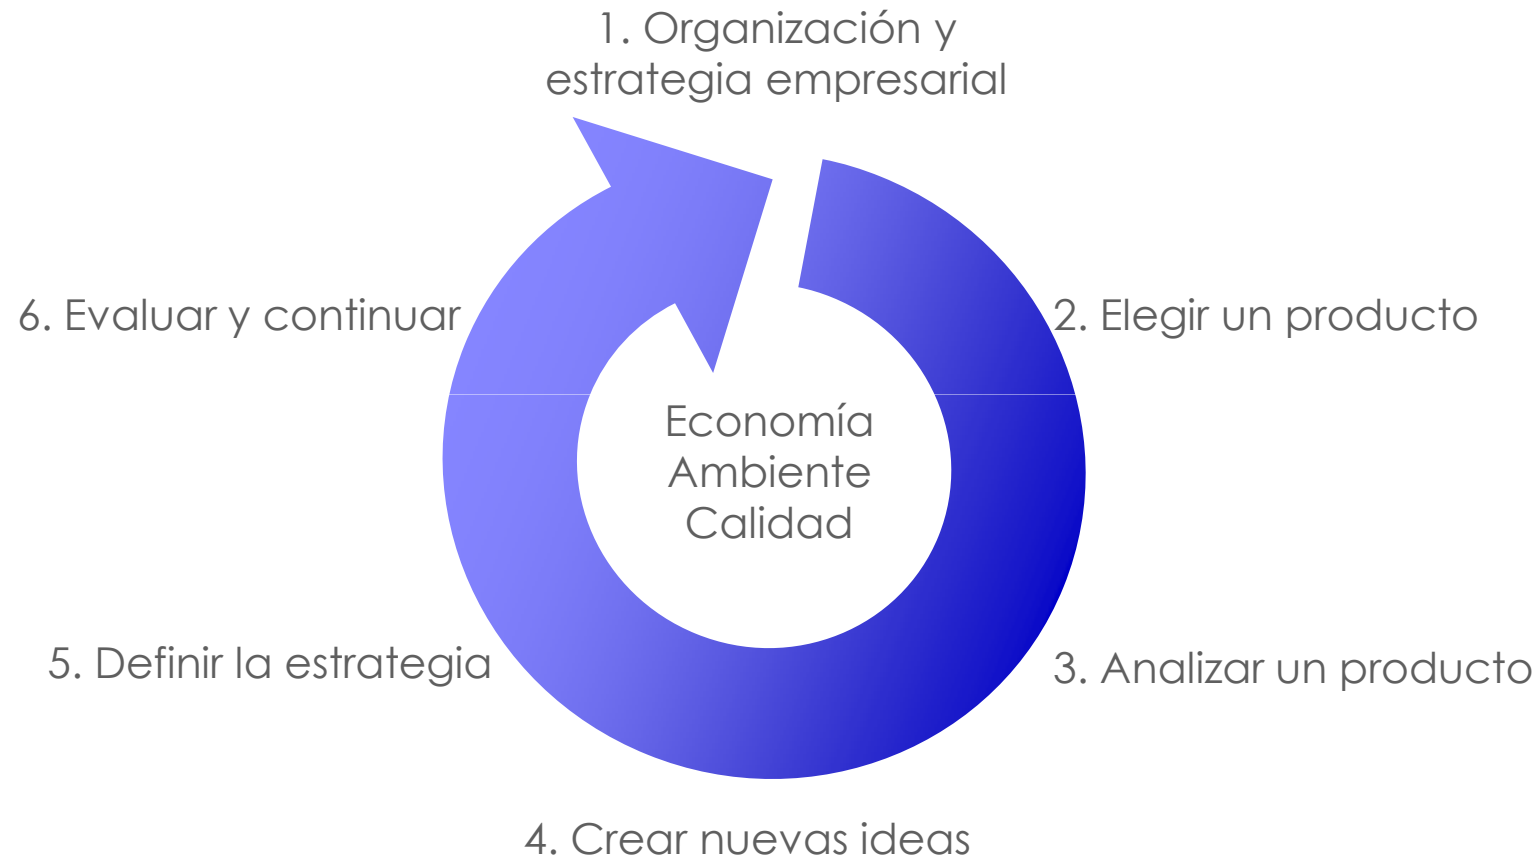 1. Organización y
estrategia empresarial
2. Elegir un producto
3. Analizar un producto
4. Crear nuevas ideas
5. Definir la estrategia
6. Evaluar y continuar
Economía
Ambiente
Calidad